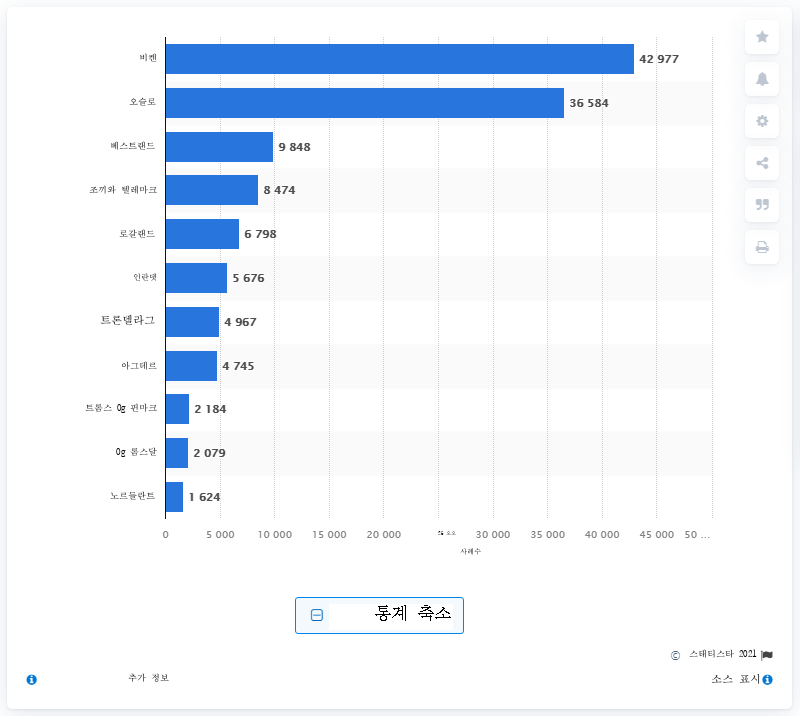 비켄 42 977
오슬로 36 584
베스트랜드 9 848
조끼와 텔레마크 8 474
로갈랜드 6 798
인란뎃 5 676
트론델라그 4 967
아그데르 4 745
트롬스 0g 핀마크 2 184
0g 롬스달 2 079
노르들란트 1 624
0 5 000 10 000 15 000 20 000 30 000 35 000 40 000 45 000 50 ...
사례수
통계 축소
© 스태티스타 2021
추가 정보 소스 표시